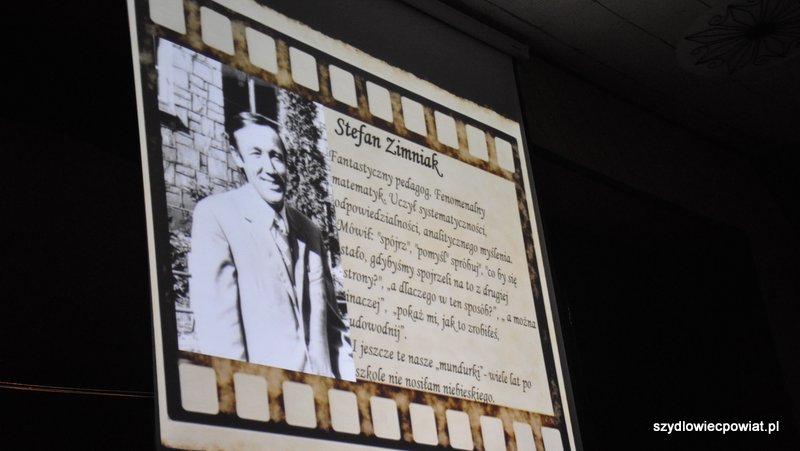 Stefan Zimniak
Fantastyczny pedagog. Fenomenalny
matematyk. Uczył systematyczności,
odpowiedzialności, analitycznego myślenia.
Mówił: "spójrz", "pomyśl" spróbuj", "co by się
stało, gdybyśmy spojrzeli na to z drugiej
strony?", „a dlaczego w ten sposób?", „ a można
inaczej", „pokaż mi, jak to zrobiłeś,
udowodnij".
I jeszcze te nasze „mundurki" - wiele lat po
szkole nie nosiłam niebieskiego.
szydlowiecpowiat.pl